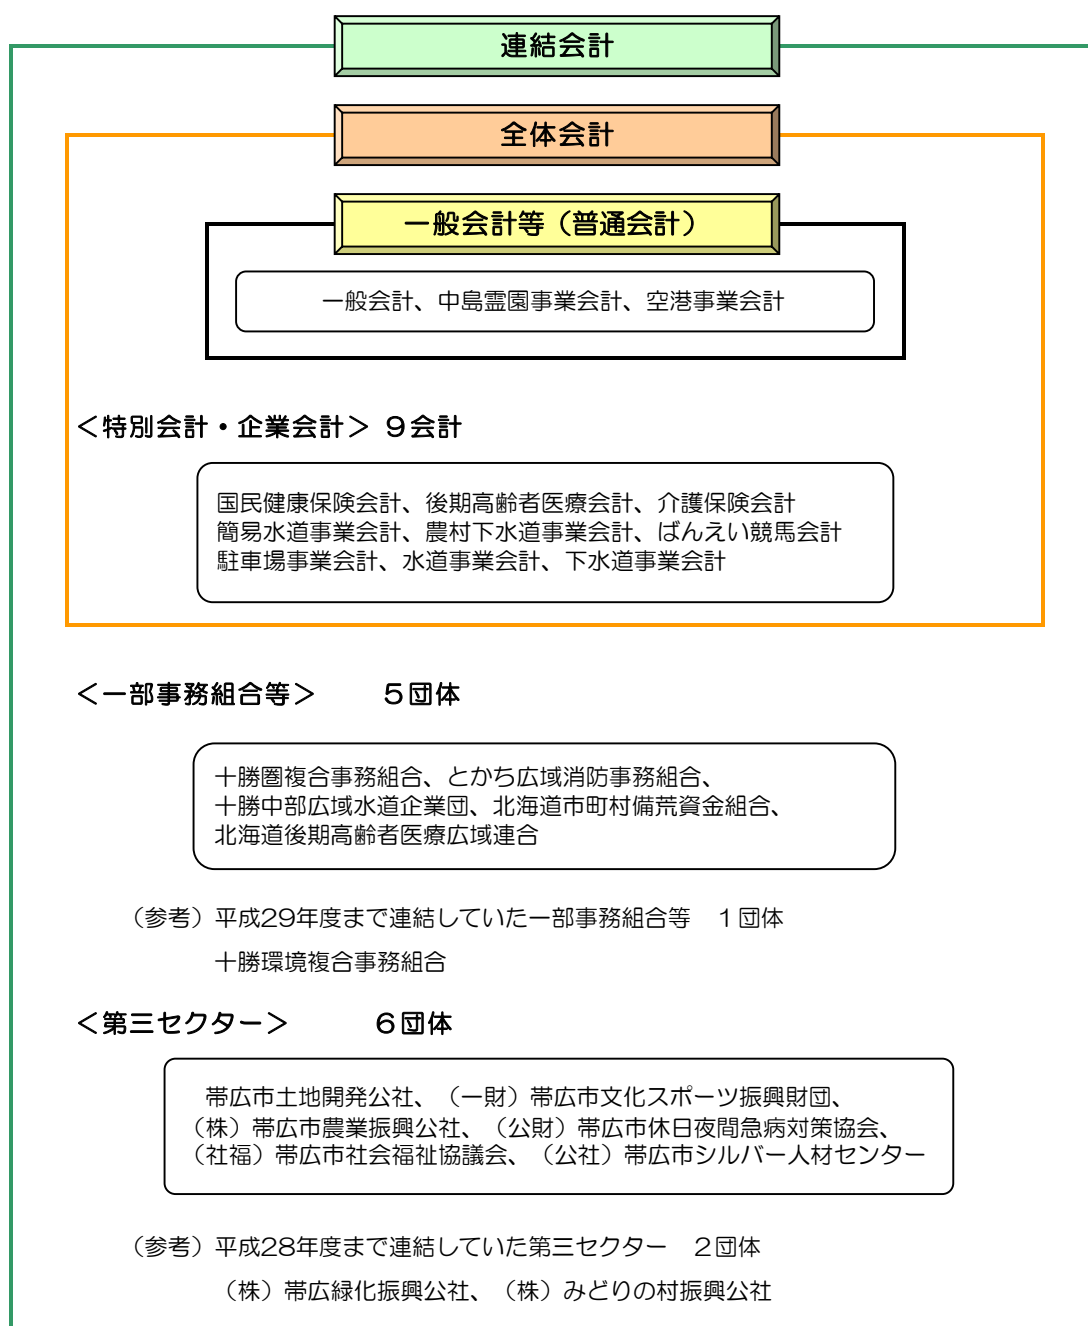 連結会計
全体会計
一般会計等（普通会計）
一般会計、中島霊園事業会計、空港事業会計
＜特別会計・企業会計＞ ９会計
国民健康保険会計、後期高齢者医療会計、介護保険会計
簡易水道事業会計、農村下水道事業会計、ばんえい競馬会計
駐車場事業会計、水道事業会計、下水道事業会計
＜一部事務組合等＞　　５団体
十勝圏複合事務組合、とかち広域消防事務組合、
十勝中部広域水道企業団、北海道市町村備荒資金組合、
北海道後期高齢者医療広域連合
（参考）平成29年度まで連結していた一部事務組合等　１団体
十勝環境複合事務組合
＜第三セクター＞　　　６団体
帯広市土地開発公社、（一財）帯広市文化スポーツ振興財団、
（株）帯広市農業振興公社、（公財）帯広市休日夜間急病対策協会、
（社福）帯広市社会福祉協議会、（公社）帯広市シルバー人材センター
（参考）平成28年度まで連結していた第三セクター　２団体
（株）帯広緑化振興公社、（株）みどりの村振興公社